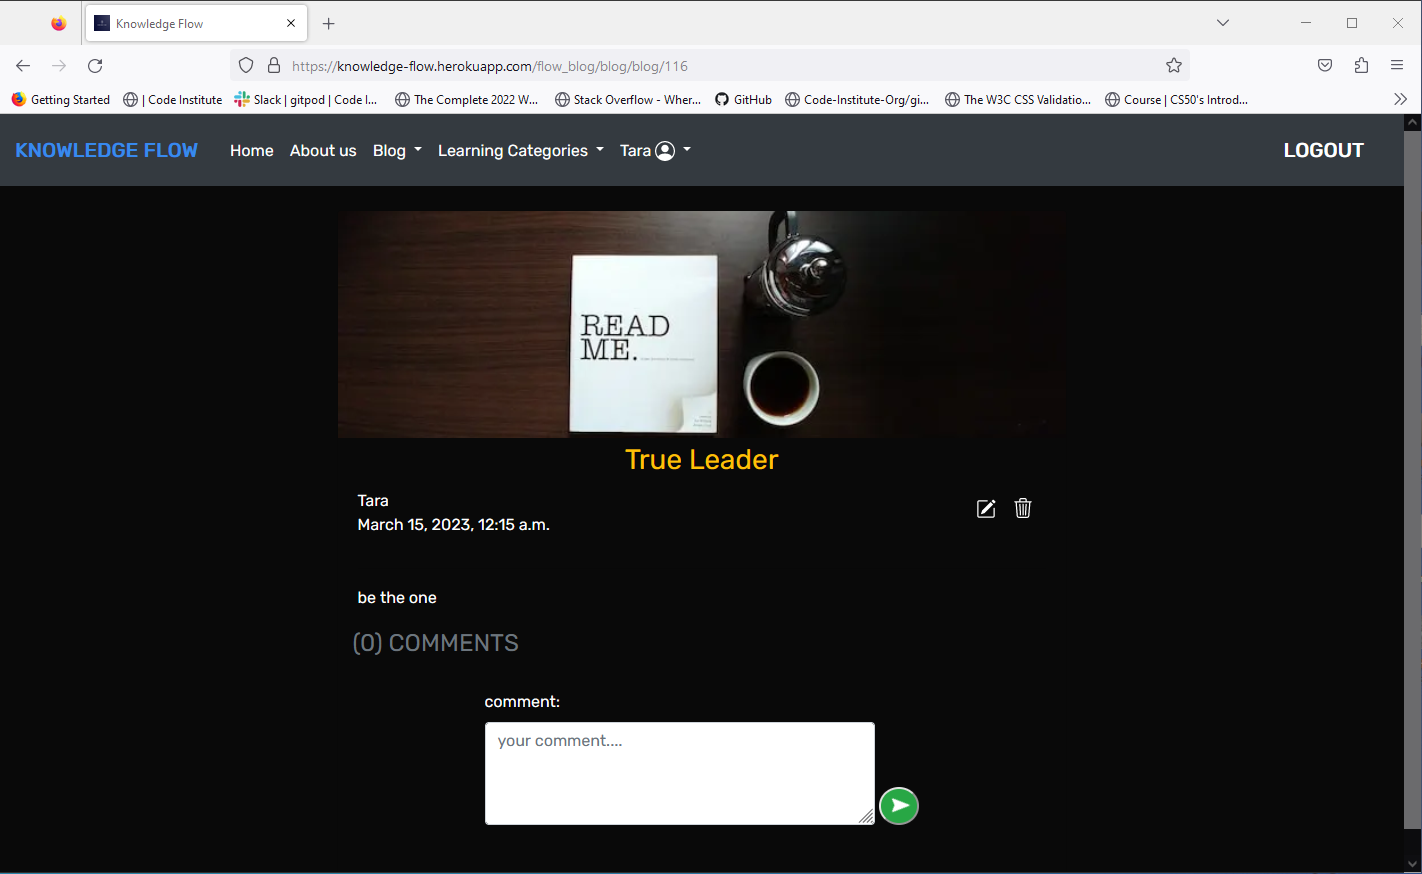 Knowledge Flow
https://knowledge-flow.herokuapp.com/flow_blog/blog/blog/116
Getting Started | Code Institute Slack | gitpod | Code I... The Complete 2022 W... Stack Overflow - Wher... GitHub Code-Institute-Org/gi... The W3C CSS Validatio... Course | CS50's Introd...
KNOWLEDGE FLOW Home About us Blog Learning Categories Tara LOGOUT
READ
ME.
True Leader
Tara
March 15, 2023, 12:15 a.m.
be the one
(0) COMMENTS
comment:
your comment....